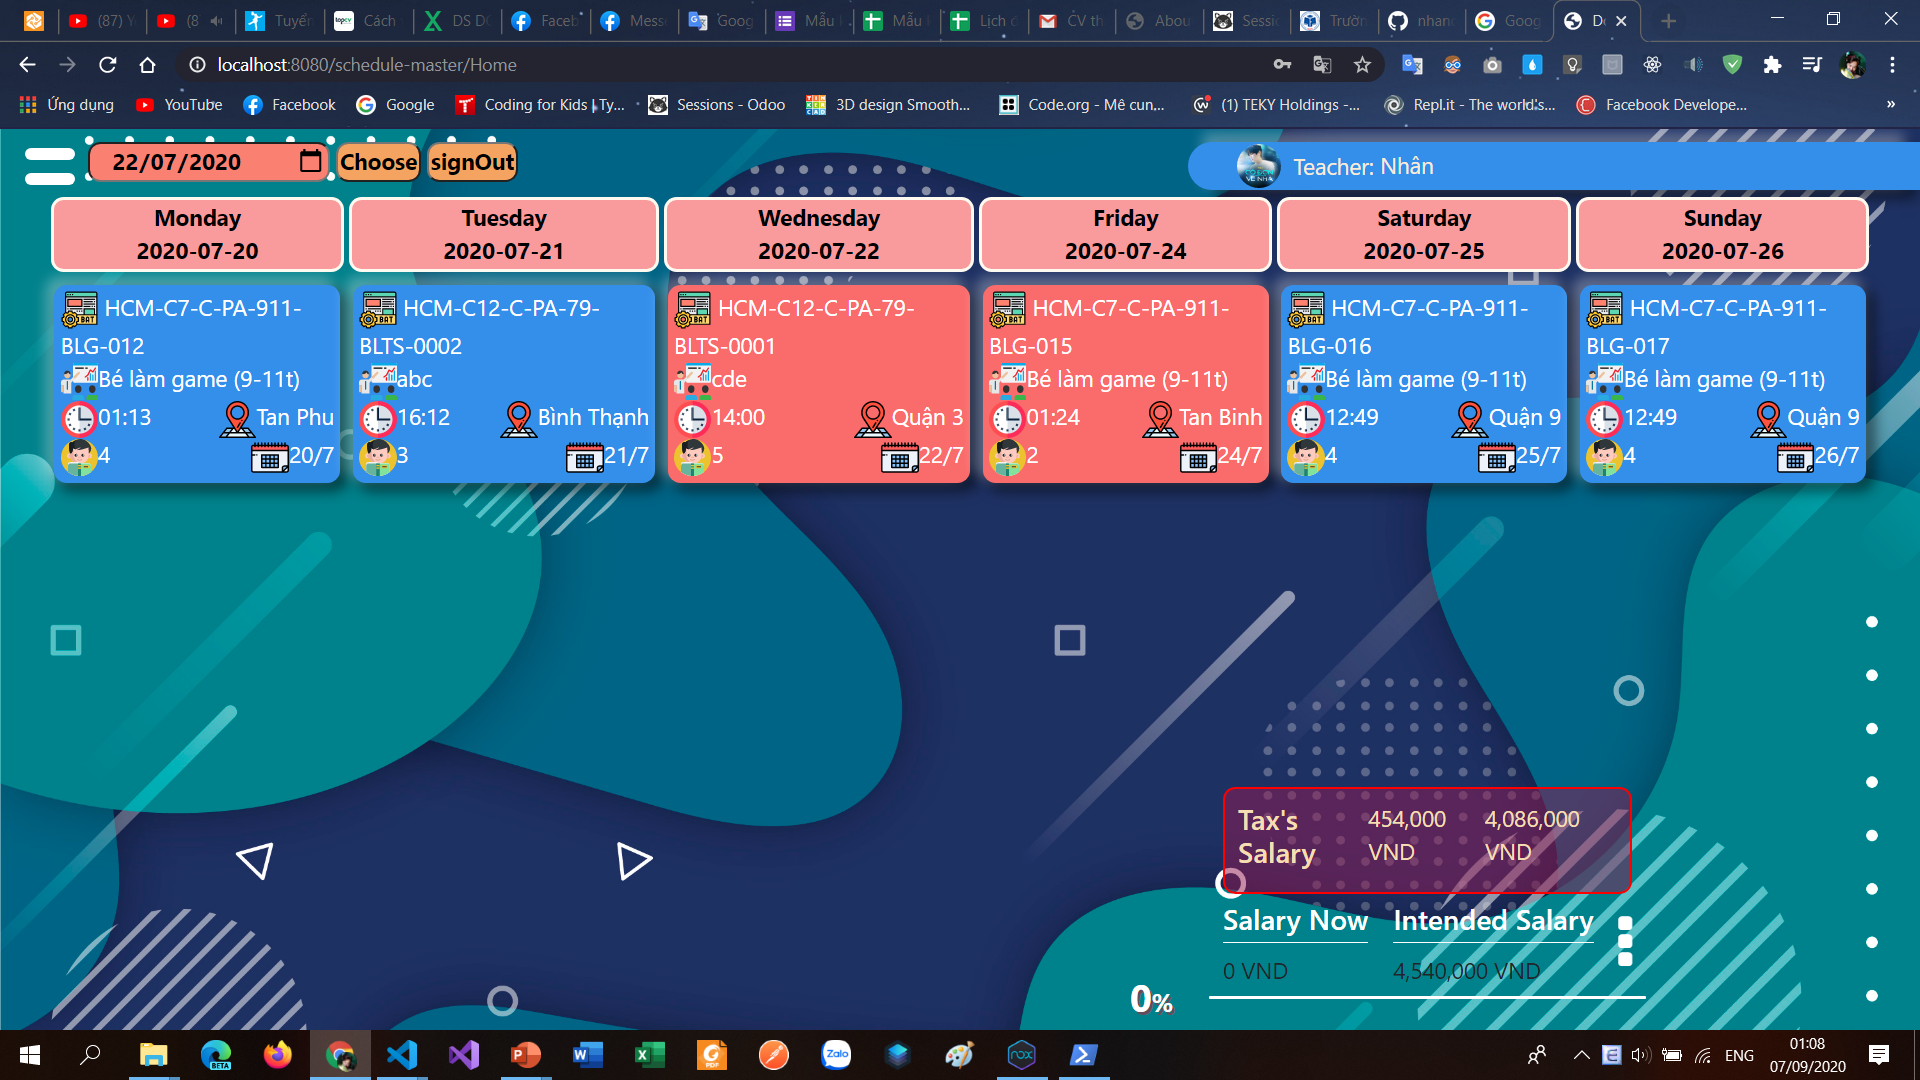 (87) Y
(8
Tuyển
Cách
DS DC
Faceb
Mess
Goog
Mẫu
Mẫu
Lịch c
CV th
Abou
Sessi
Trườn
nhan
Goog
Do
localhost:8080/schedule-master/Home
Ứng dụng
YouTube
Facebook
Google
Coding for Kids | Ty...
Sessions - Odoo
3D design Smooth...
Code.org - Mê cun...
(1) TEKY Holdings -...
Repl.it - The world's...
Facebook Develope...
»
22/07/2020
Choose
signOut
Teacher: Nhân
Monday
2020-07-20
Tuesday
2020-07-21
Wednesday
2020-07-22
Friday
2020-07-24
Saturday
2020-07-25
Sunday
2020-07-26
HCM-C7-C-PA-911-
BLG-012
Bé làm game (9-11t)
01:13
Tan Phu
4
20/7
HCM-C12-C-PA-79-
BLTS-0002
abc
16:12
Bình Thạnh
3
21/7
HCM-C12-C-PA-79-
BLTS-0001
cde
14:00
Quận 3
5
22/7
HCM-C7-C-PA-911-
BLG-015
Bé làm game (9-11t)
01:24
Tan Binh
2
24/7
HCM-C7-C-PA-911-
BLG-016
Bé làm game (9-11t)
12:49
Quận 9
4
25/7
HCM-C7-C-PA-911-
BLG-017
Bé làm game (9-11t)
12:49
Quận 9
4
26/7
Tax's
Salary
454,000
VND
4,086,000
VND
Salary Now
Intended Salary
0 VND
4,540,000 VND
0%
ENG
01:08
07/09/2020